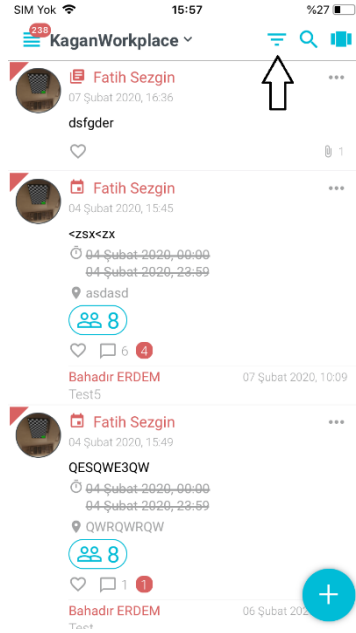 SIM Yok 15:57 %27
238
KaganWorkplace
Fatih Sezgin
07 Şubat 2020, 16:36
dsfgder
1
Fatih Sezgin
04 Şubat 2020, 15:45
<zsx<zx
04 Şubat 2020, 00:00
04 Şubat 2020, 23:59
asdasd
8
6 4
Bahadır ERDEM 07 Şubat 2020, 10:09
Test5
Fatih Sezgin
04 Şubat 2020, 15:49
QESQWE3QW
04 Şubat 2020, 00:00
04 Şubat 2020, 23:59
QWRQWRQW
8
1 1
Bahadır ERDEM 06 Şubat
Test